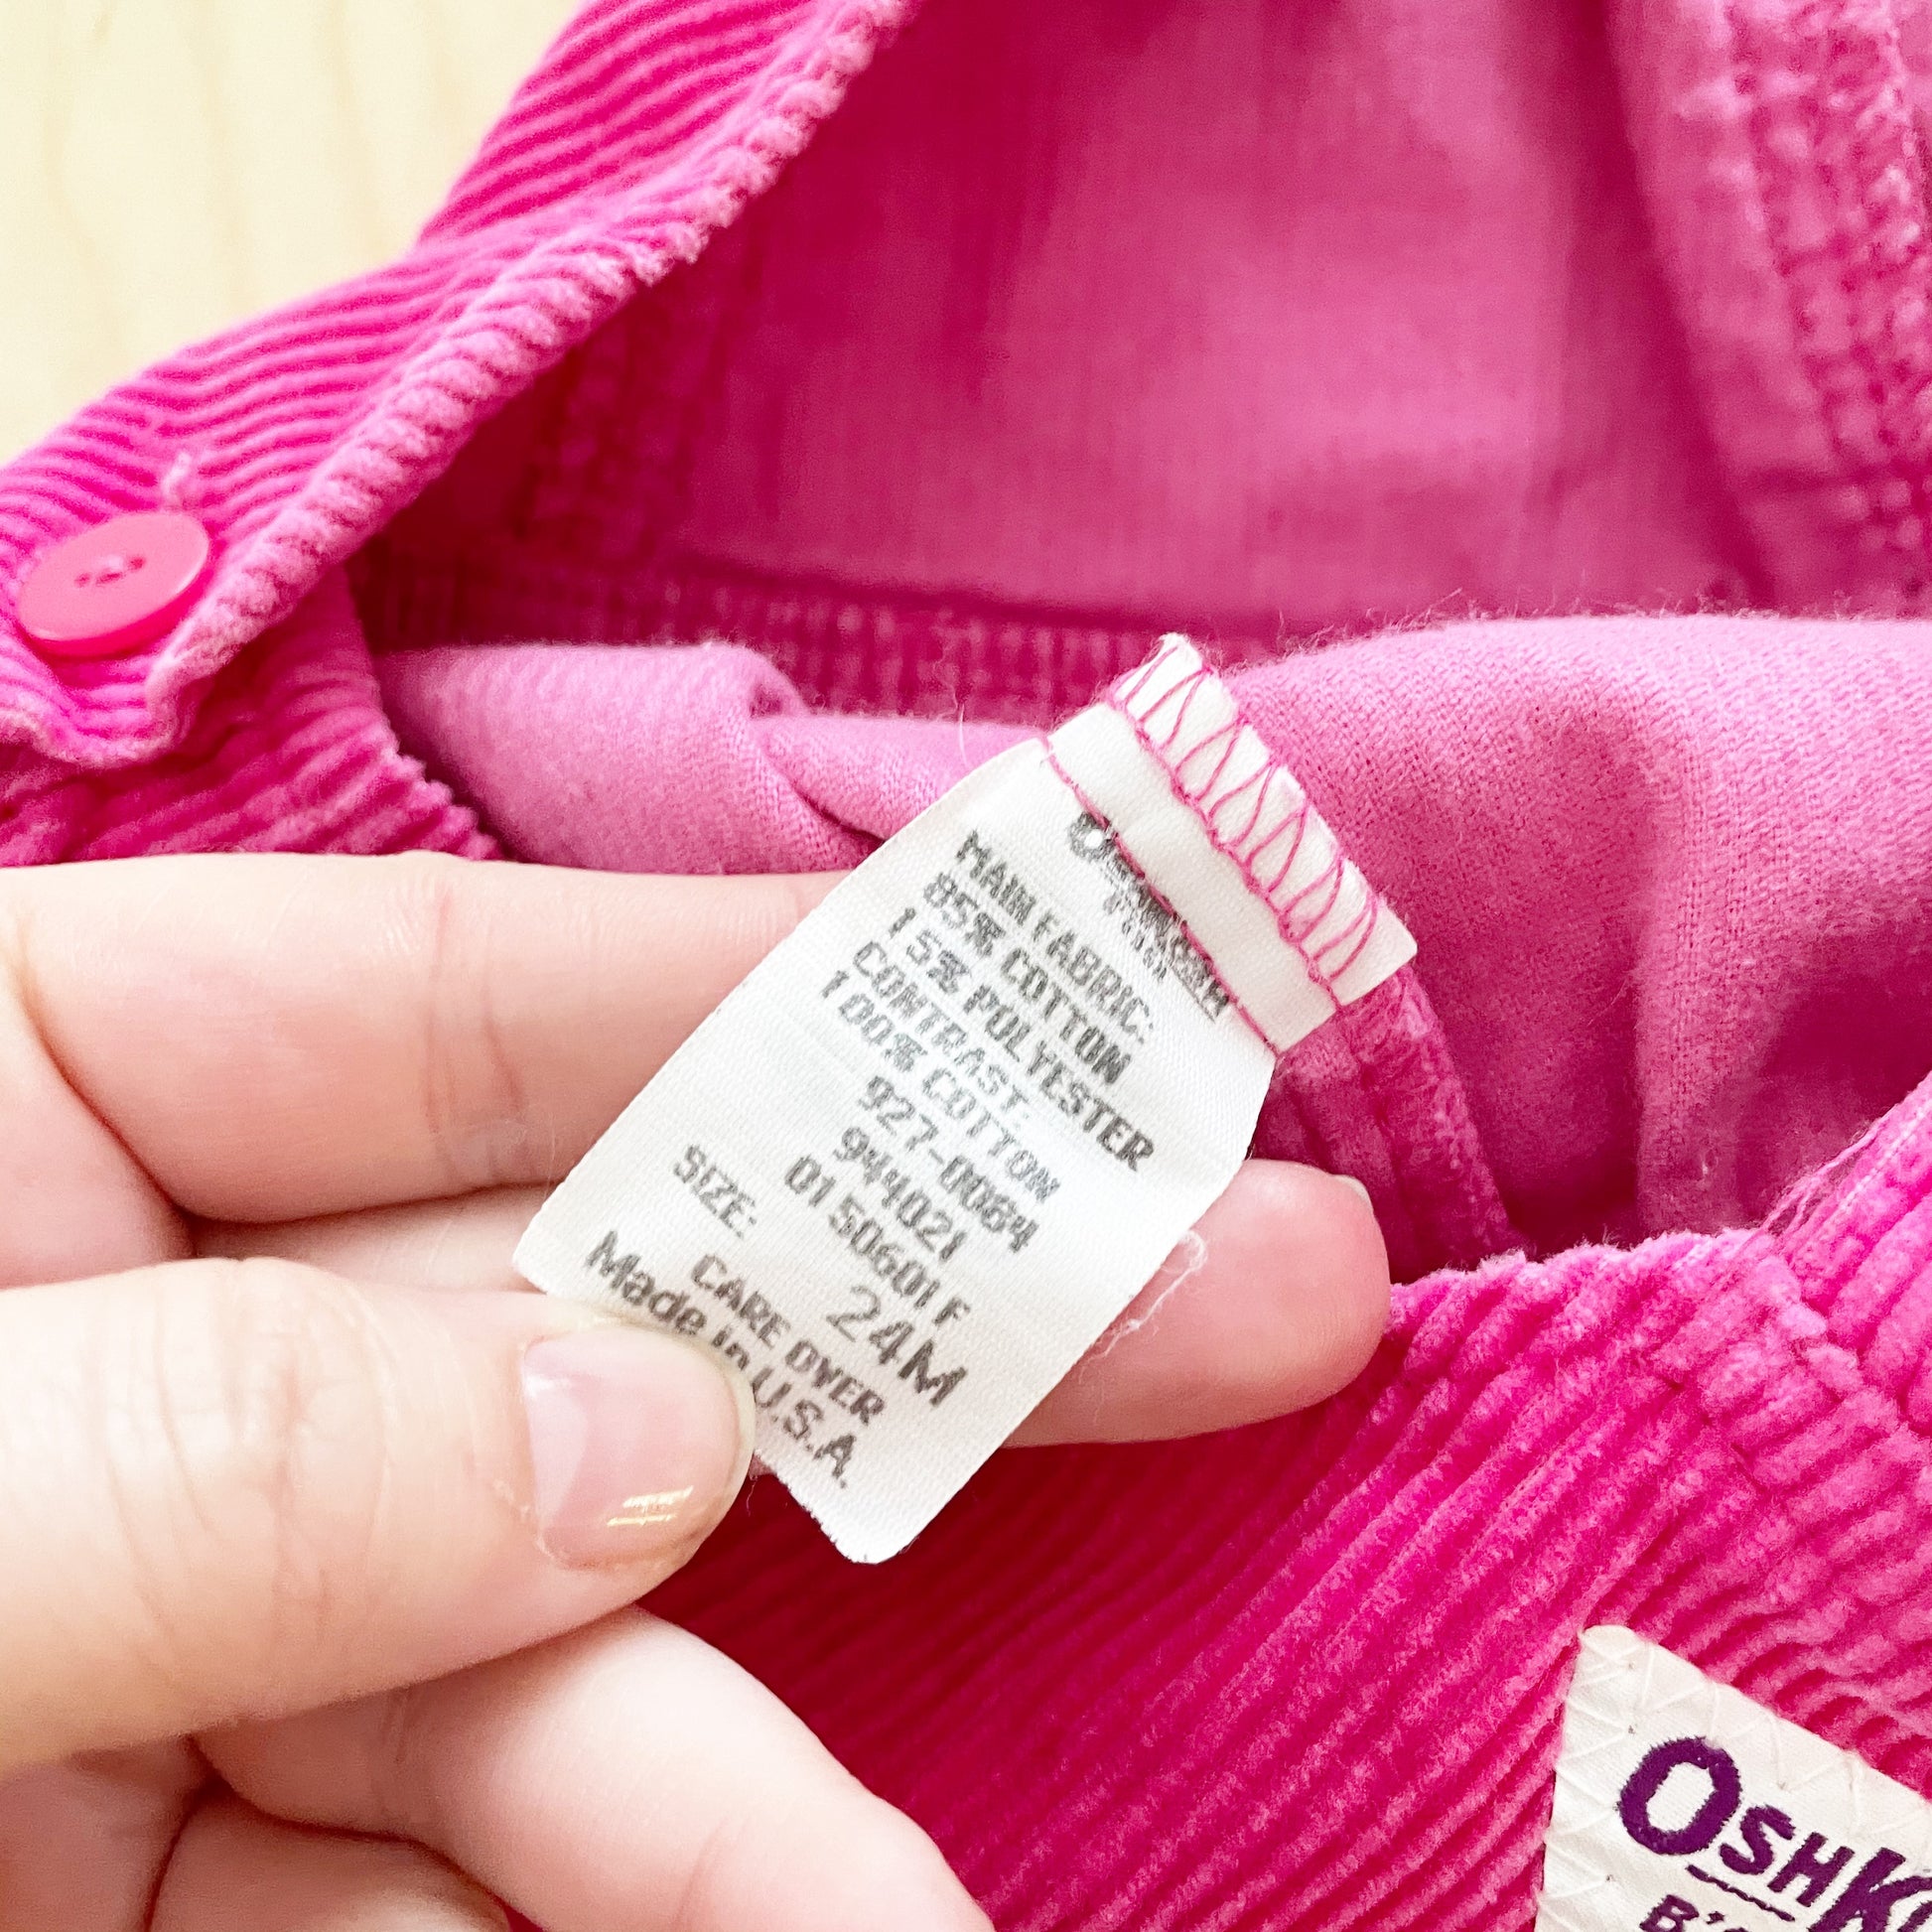 MAIN FABRIC:
85% COTTON
15% POLYESTER
CONTRAST:
100% COTTON
927-0064
944021
0150601F
SIZE: 24M
CARE OVER
Made in U.S.A.
OSHK
B'G